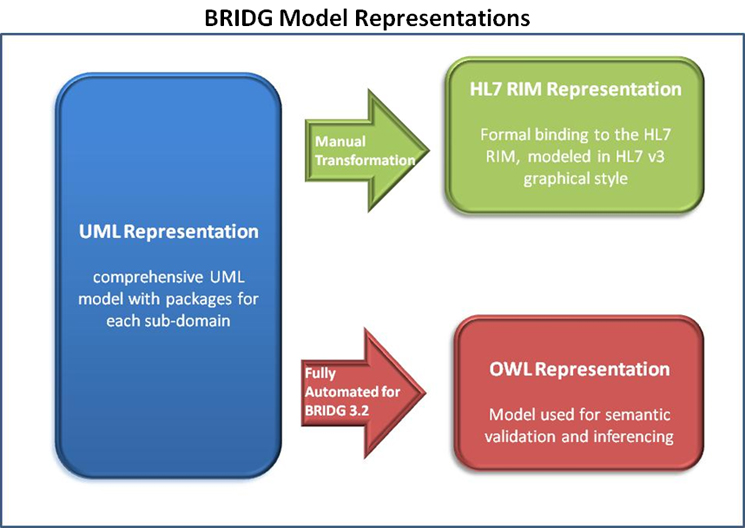 BRIDG Model Representations
UML Representation
comprehensive UML
model with packages for
each sub-domain
Manual
Transformation
HL7 RIM Representation
Formal binding to the HL7
RIM, modeled in HL7 v3
graphical style
Fully
Automated for
BRIDG 3.2
OWL Representation
Model used for semantic
validation and inferencing